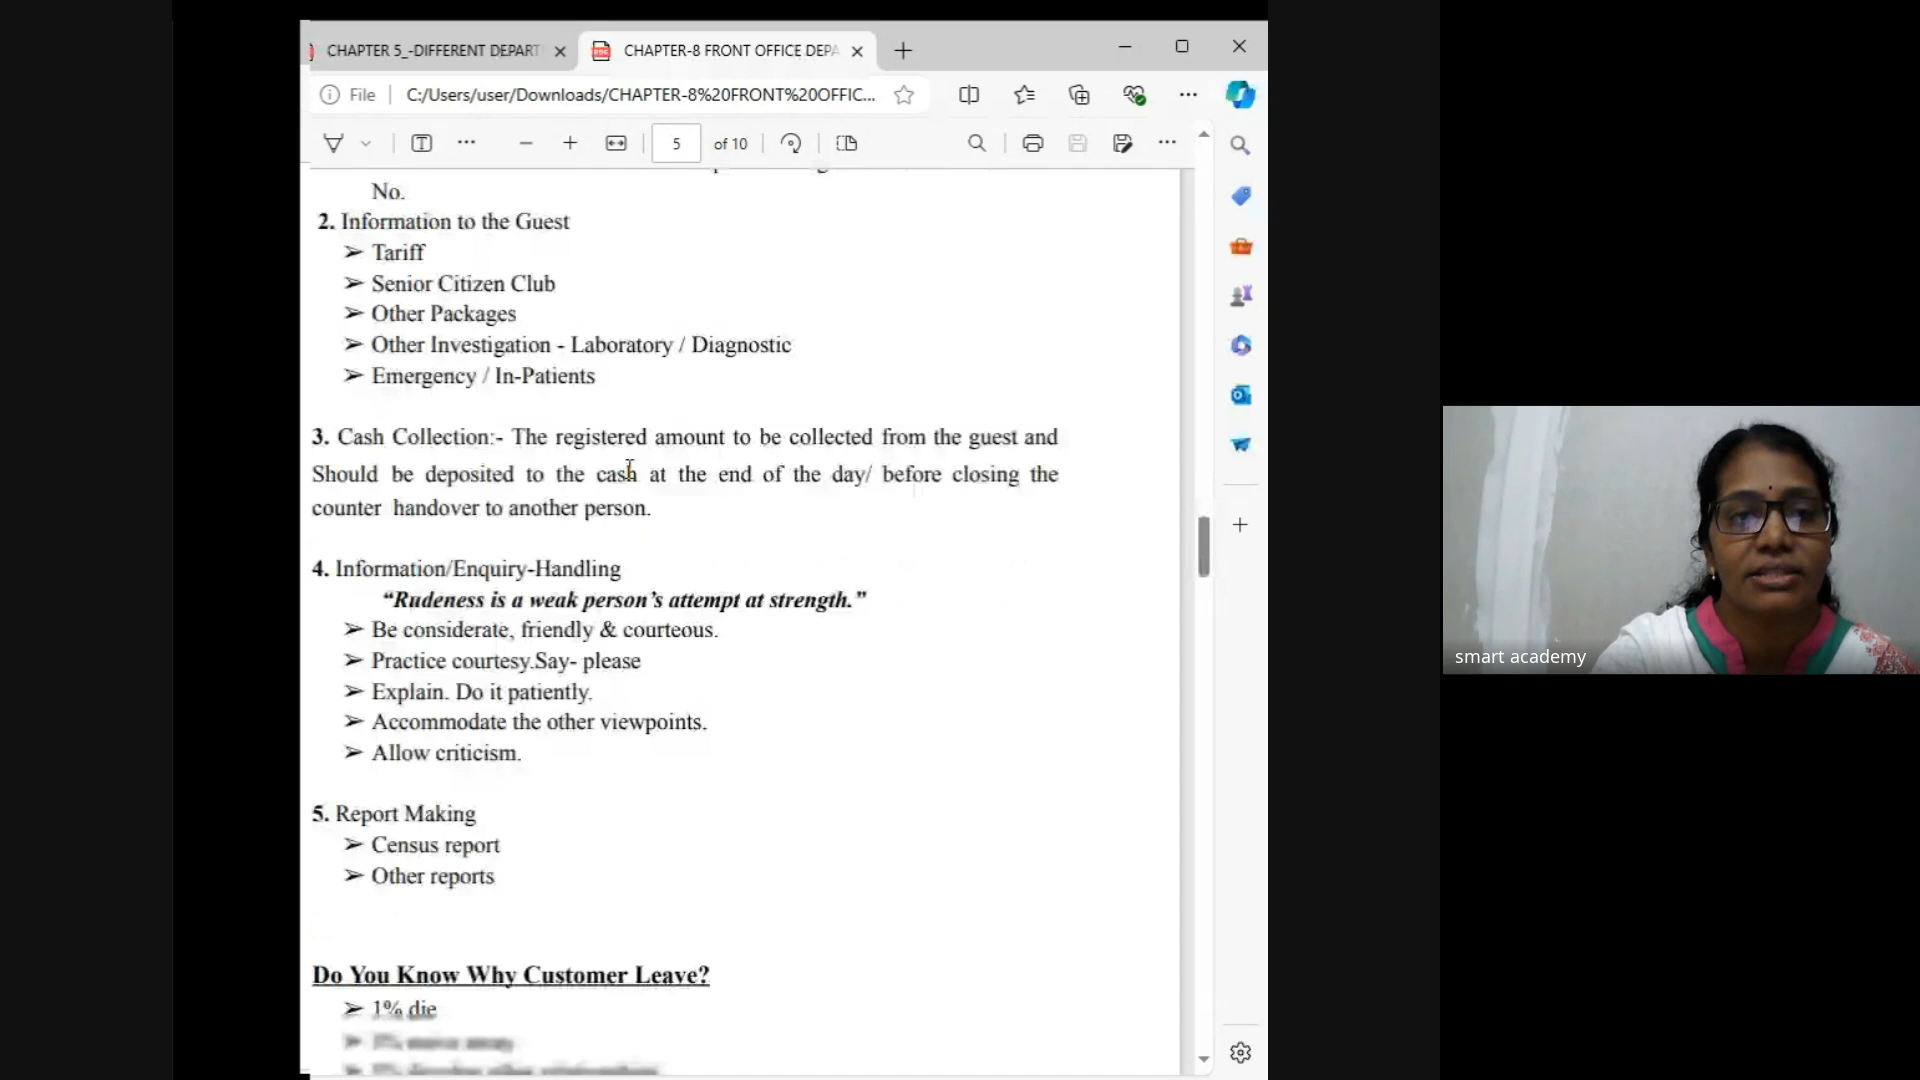 CHAPTER 5_-DIFFERENT DEPART
CHAPTER-8 FRONT OFFICE DEPA
File
C:/Users/user/Downloads/CHAPTER-8%20FRONT%20OFFIC...
5 of 10
No.
2. Information to the Guest
➢ Tariff
➢ Senior Citizen Club
➢ Other Packages
➢ Other Investigation - Laboratory / Diagnostic
➢ Emergency / In-Patients
3. Cash Collection:- The registered amount to be collected from the guest and
Should be deposited to the cash at the end of the day/ before closing the
counter handover to another person.
4. Information/Enquiry-Handling
“Rudeness is a weak person’s attempt at strength.”
➢ Be considerate, friendly & courteous.
➢ Practice courtesy.Say- please
➢ Explain. Do it patiently.
➢ Accommodate the other viewpoints.
➢ Allow criticism.
5. Report Making
➢ Census report
➢ Other reports
Do You Know Why Customer Leave?
➢ 1% die
smart academy